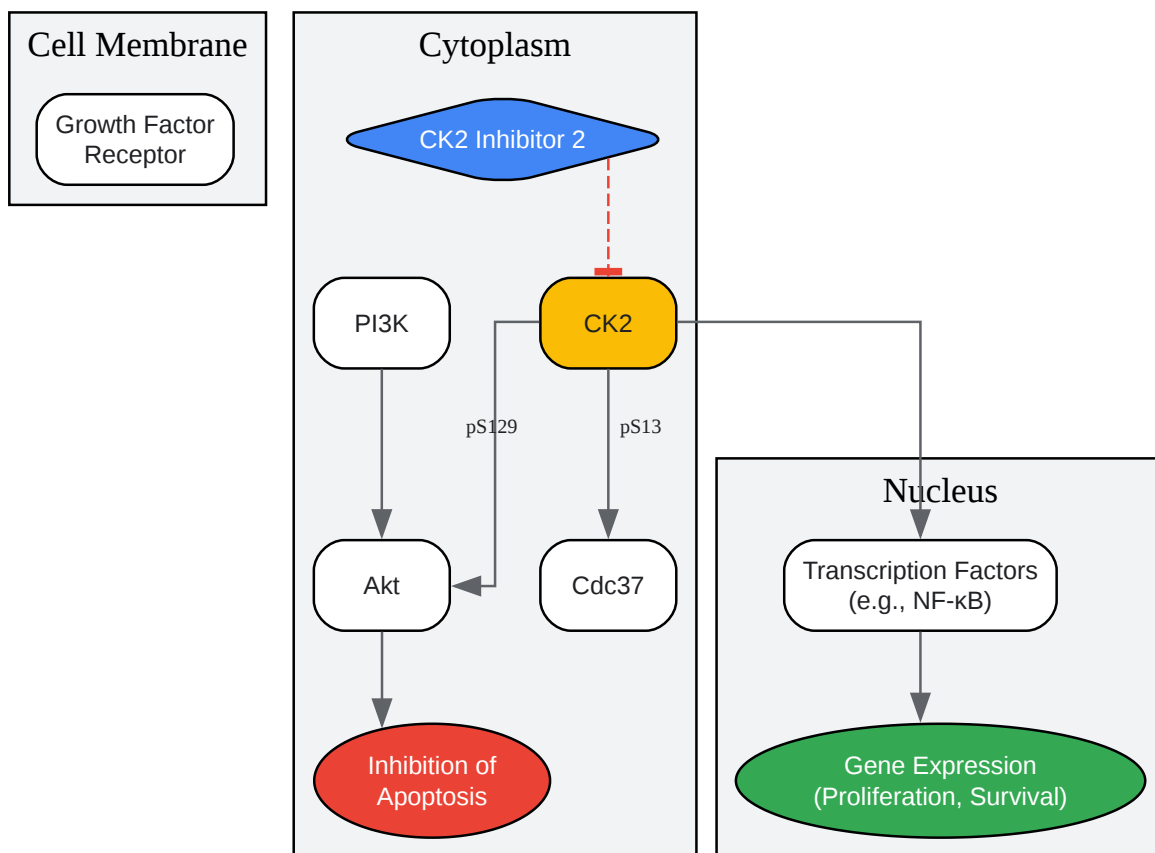 Cell Membrane
Growth Factor
Receptor
Cytoplasm
CK2 Inhibitor 2
PI3K
CK2
pS129
pS13
Akt
Cdc37
Inhibition of
Apoptosis
Nucleus
Transcription Factors
(e.g., NF-κB)
Gene Expression
(Proliferation, Survival)